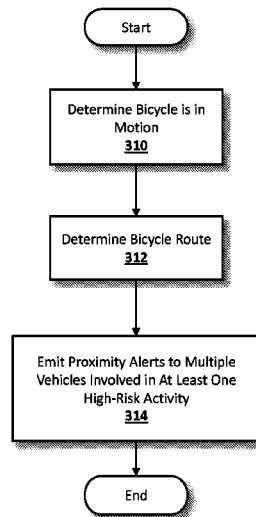 Start
Determine Bicycle is in
Motion
310
Determine Bicycle Route
312
Emit Proximity Alerts to Multiple
Vehicles Involved in At Least One
High-Risk Activity
314
End